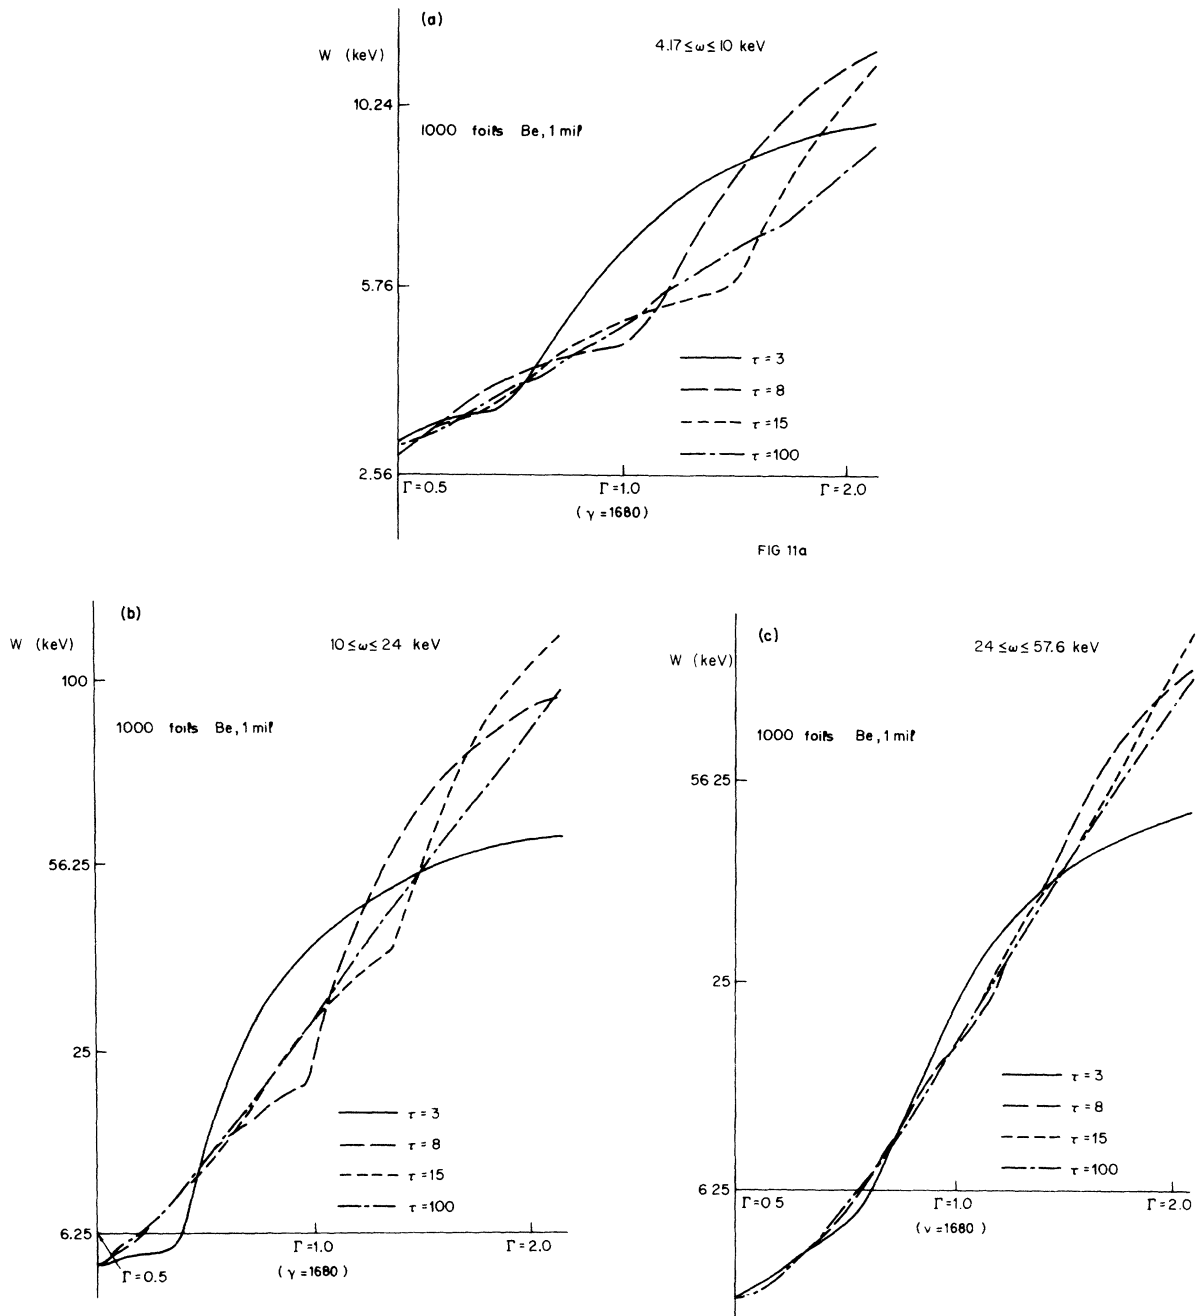 (a)
W (keV)
4.17≤ω≤10 keV
10.24
1000 foils Be, 1 mil
5.76
τ = 3
τ = 8
τ = 15
τ = 100
2.56
Γ = 0.5
Γ = 1.0
Γ = 2.0
( γ = 1680)
FIG 11a
(b)
W (keV)
10≤ω≤24 keV
100
1000 foils Be, 1 mil
56.25
25
τ = 3
τ = 8
τ = 15
τ = 100
6.25
Γ = 0.5
Γ = 1.0
Γ = 2.0
( γ = 1680)
(c)
W (keV)
24≤ω≤57.6 keV
1000 foils Be, 1 mil
56 25
25
τ = 3
τ = 8
τ = 15
τ = 100
6 25
Γ = 0 5
Γ = 1.0
Γ = 2.0
( ν = 1680)